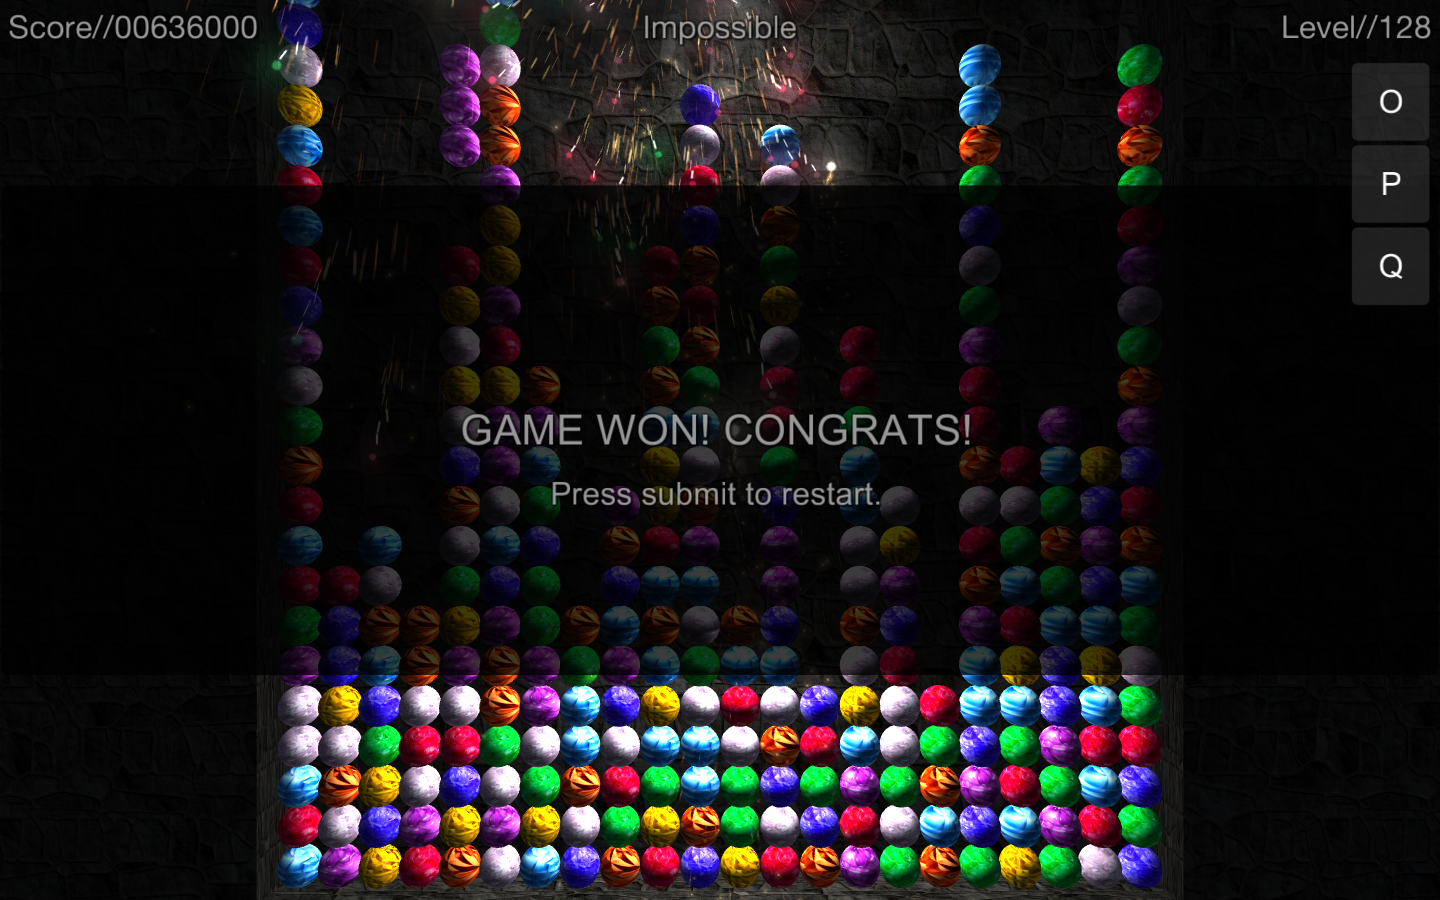 Score//00636000
Impossible
Level//128
O
P
Q
GAME WON! CONGRATS!
Press submit to restart.